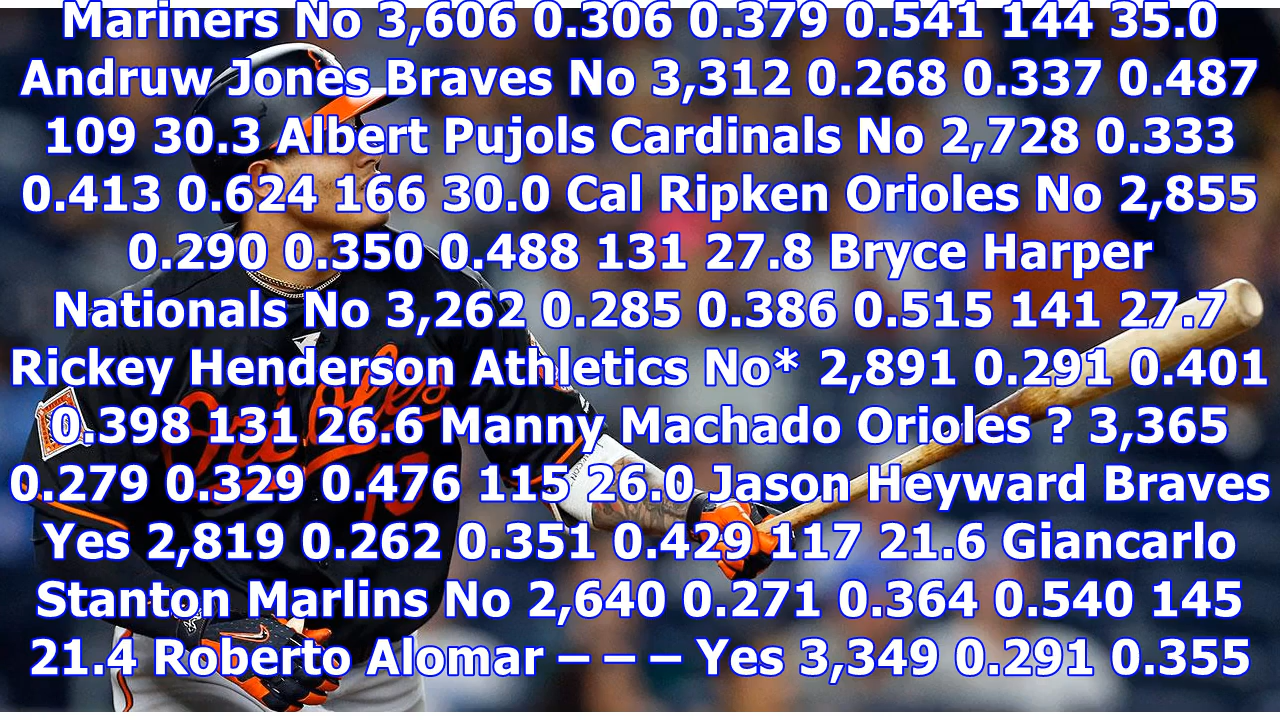 Mariners No 3,606 0.306 0.379 0.541 144 35.0
Andruw Jones Braves No 3,312 0.268 0.337 0.487
109 30.3 Albert Pujols Cardinals No 2,728 0.333
0.413 0.624 166 30.0 Cal Ripken Orioles No 2,855
0.290 0.350 0.488 131 27.8 Bryce Harper
Nationals No 3,262 0.285 0.386 0.515 141 27.7
Rickey Henderson Athletics No* 2,891 0.291 0.401
0.398 131 26.6 Manny Machado Orioles ? 3,365
0.279 0.329 0.476 115 26.0 Jason Heyward Braves
Yes 2,819 0.262 0.351 0.429 117 21.6 Giancarlo
Stanton Marlins No 2,640 0.271 0.364 0.540 145
21.4 Roberto Alomar – – – Yes 3,349 0.291 0.355
Orioles